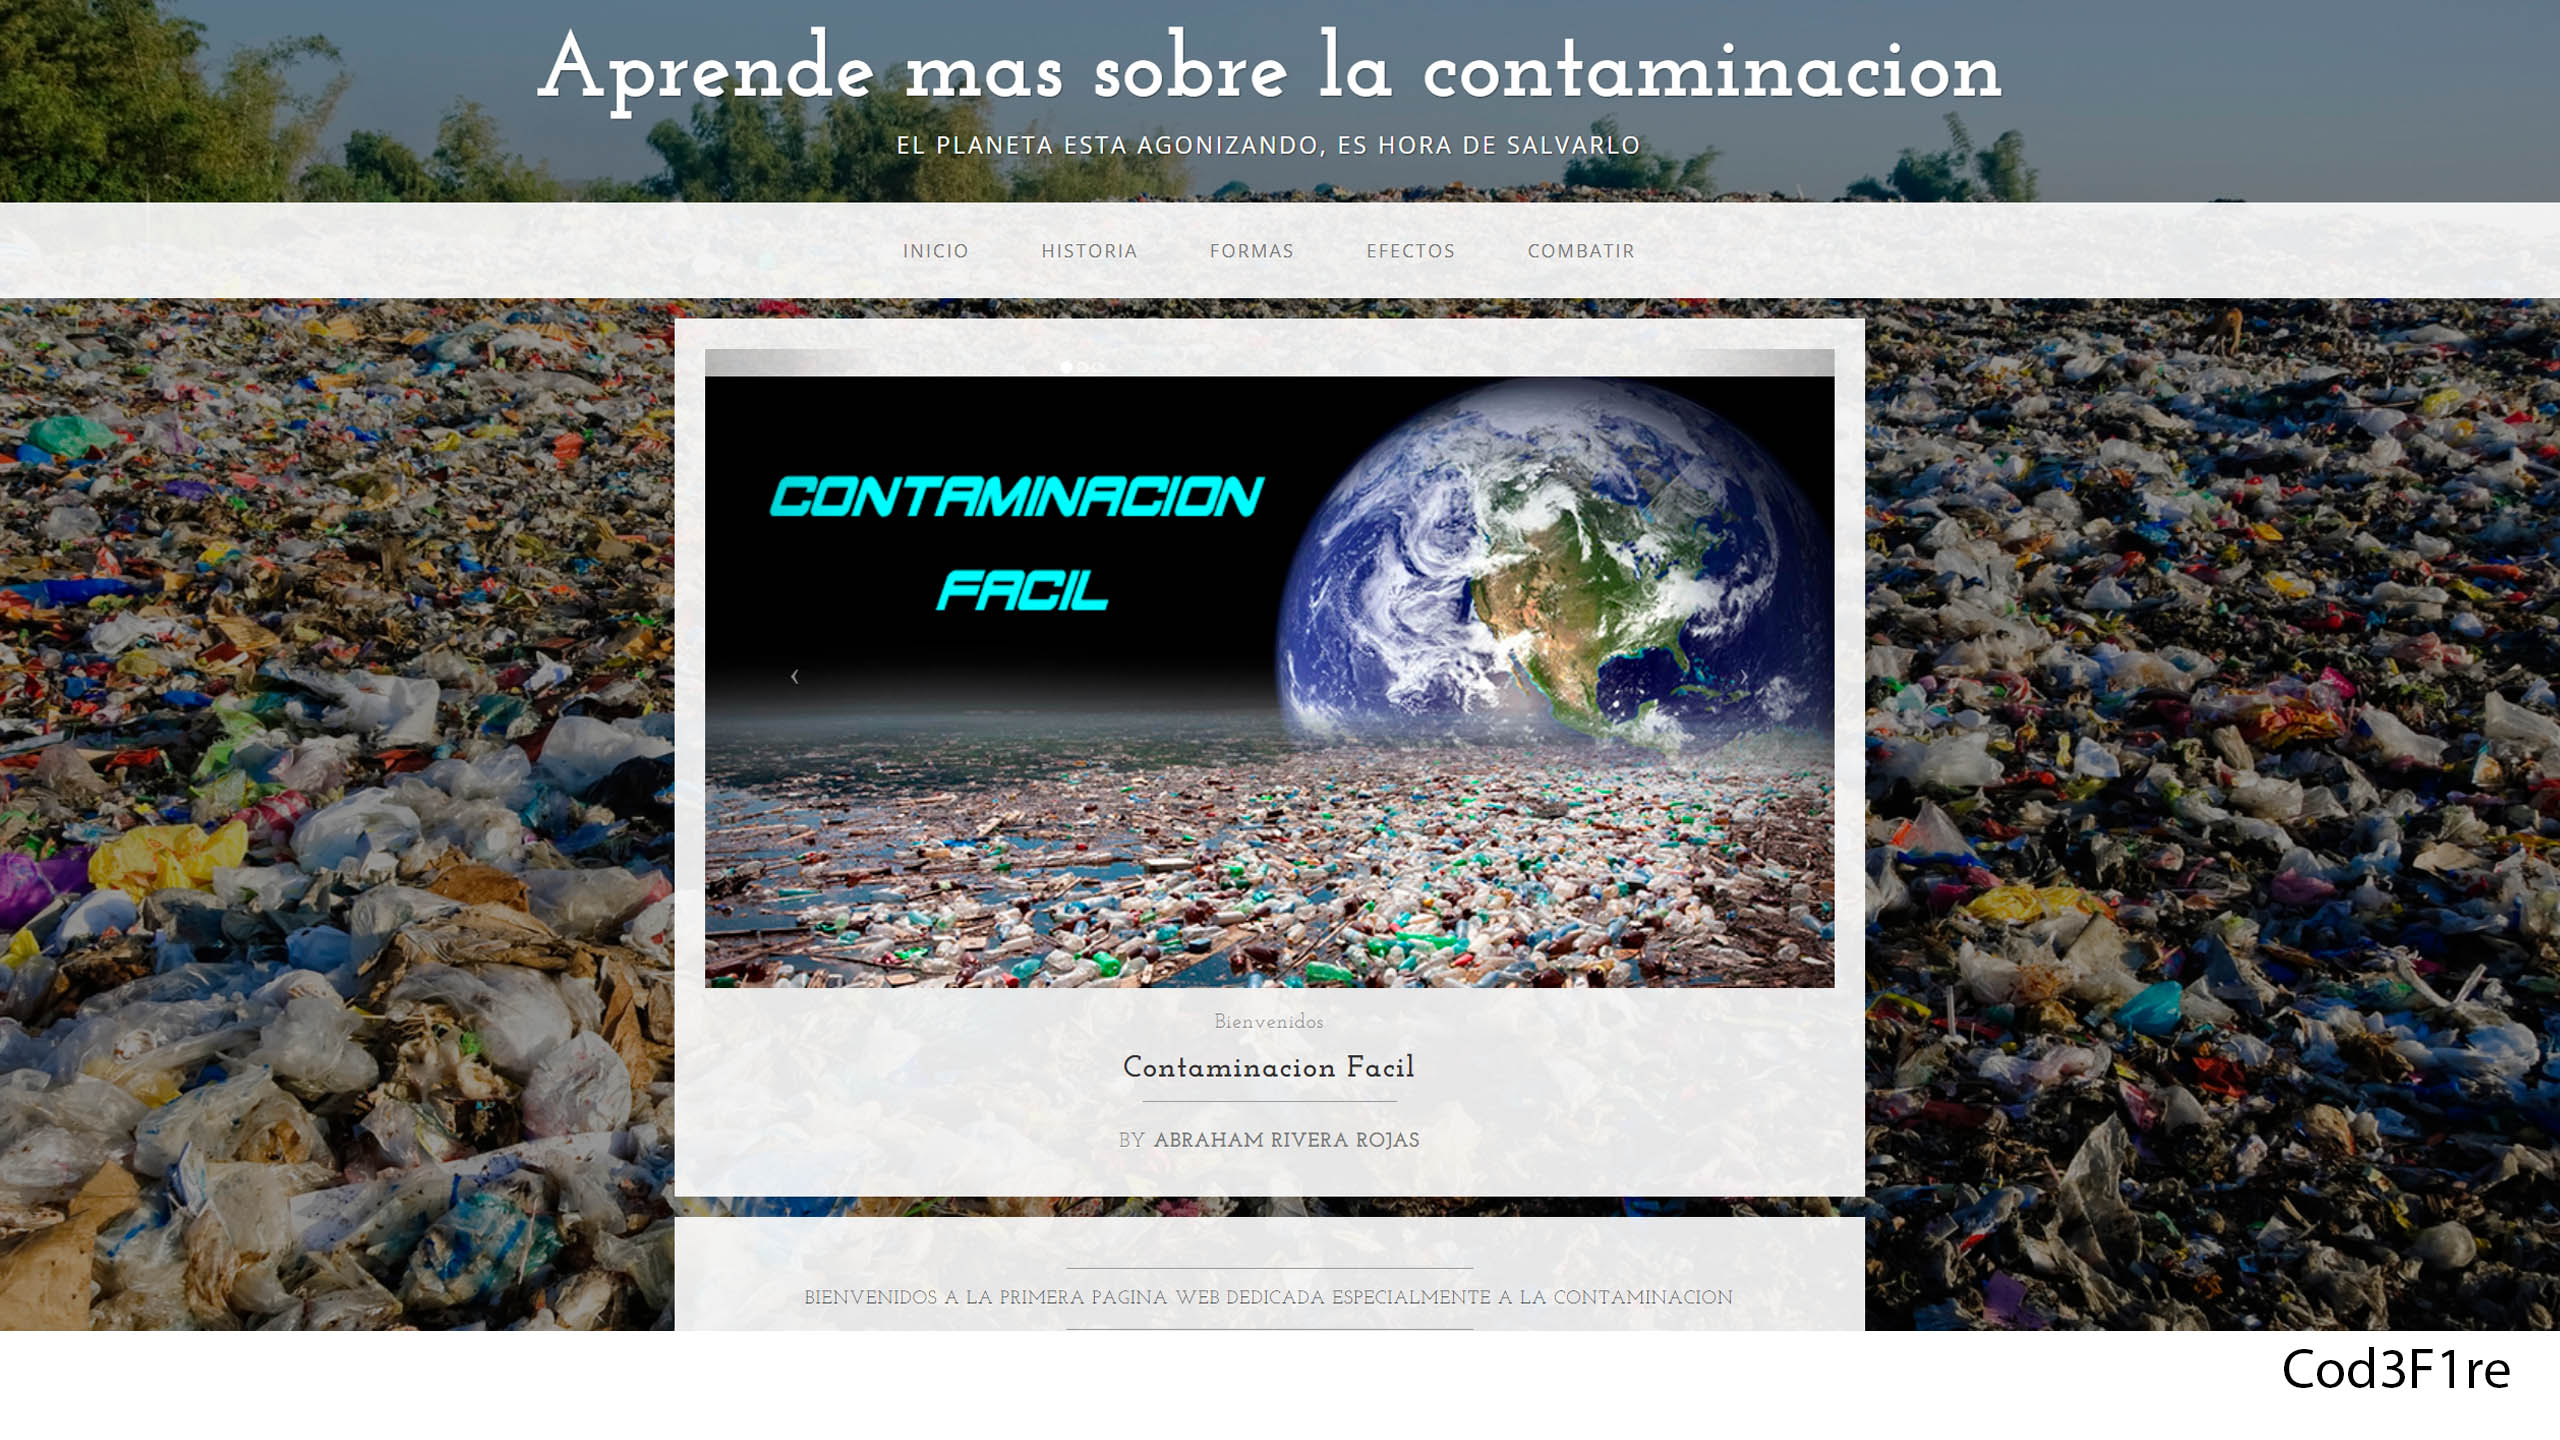 Aprende mas sobre la contaminacion
EL PLANETA ESTA AGONIZANDO, ES HORA DE SALVARLO
INICIO HISTORIA FORMAS EFECTOS COMBATIR
CONTAMINACION
FACIL
Bienvenidos
Contaminacion Facil
BY ABRAHAM RIVERA ROJAS
BIENVENIDOS A LA PRIMERA PAGINA WEB DEDICADA ESPECIALMENTE A LA CONTAMINACION
Cod3F1re